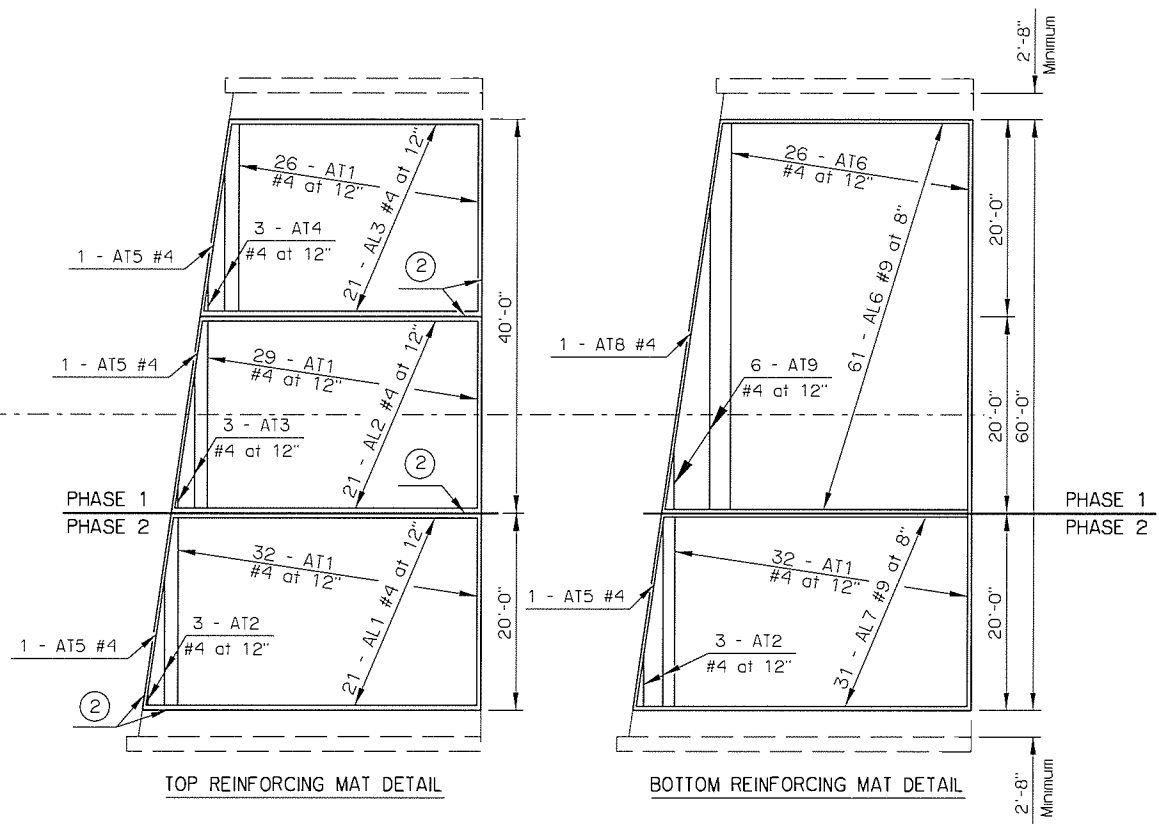 2'-8"
Minimum
26 - AT1
#4 at 12"
21 - AL3 #4 at 12"
3 - AT4
#4 at 12"
1 - AT5 #4
2
40'-0"
29 - AT1
#4 at 12"
21 - AL2 #4 at 12"
1 - AT5 #4
3 - AT3
#4 at 12"
2
PHASE 1
PHASE 2
32 - AT1
#4 at 12"
21 - AL1 #4 at 12"
20'-0"
3 - AT2
#4 at 12"
1 - AT5 #4
2
TOP REINFORCING MAT DETAIL
26 - AT6
#4 at 12"
61 - AL6 #9 at 8"
20'-0"
1 - AT8 #4
6 - AT9
#4 at 12"
20'-0"
60'-0"
PHASE 1
PHASE 2
32 - AT1
#4 at 12"
31 - AL7 #9 at 8"
1 - AT5 #4
3 - AT2
#4 at 12"
20'-0"
BOTTOM REINFORCING MAT DETAIL
2'-8"
Minimum